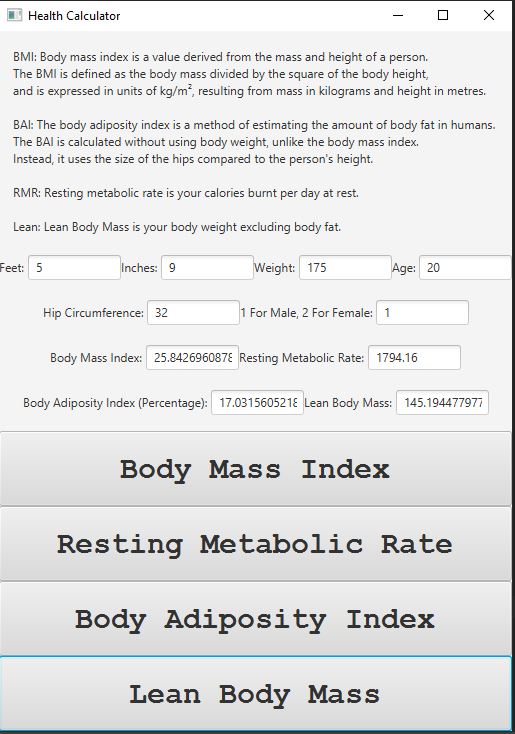 Health Calculator
BMI: Body mass index is a value derived from the mass and height of a person.
The BMI is defined as the body mass divided by the square of the body height,
and is expressed in units of kg/m², resulting from mass in kilograms and height in metres.
BAI: The body adiposity index is a method of estimating the amount of body fat in humans.
The BAI is calculated without using body weight, unlike the body mass index.
Instead, it uses the size of the hips compared to the person's height.
RMR: Resting metabolic rate is your calories burnt per day at rest.
Lean: Lean Body Mass is your body weight excluding body fat.
Feet: 5 Inches: 9 Weight: 175 Age: 20
Hip Circumference: 32 1 For Male, 2 For Female: 1
Body Mass Index: 25.8426960878 Resting Metabolic Rate: 1794.16
Body Adiposity Index (Percentage): 17.0315605218 Lean Body Mass: 145.194477977
Body Mass Index
Resting Metabolic Rate
Body Adiposity Index
Lean Body Mass